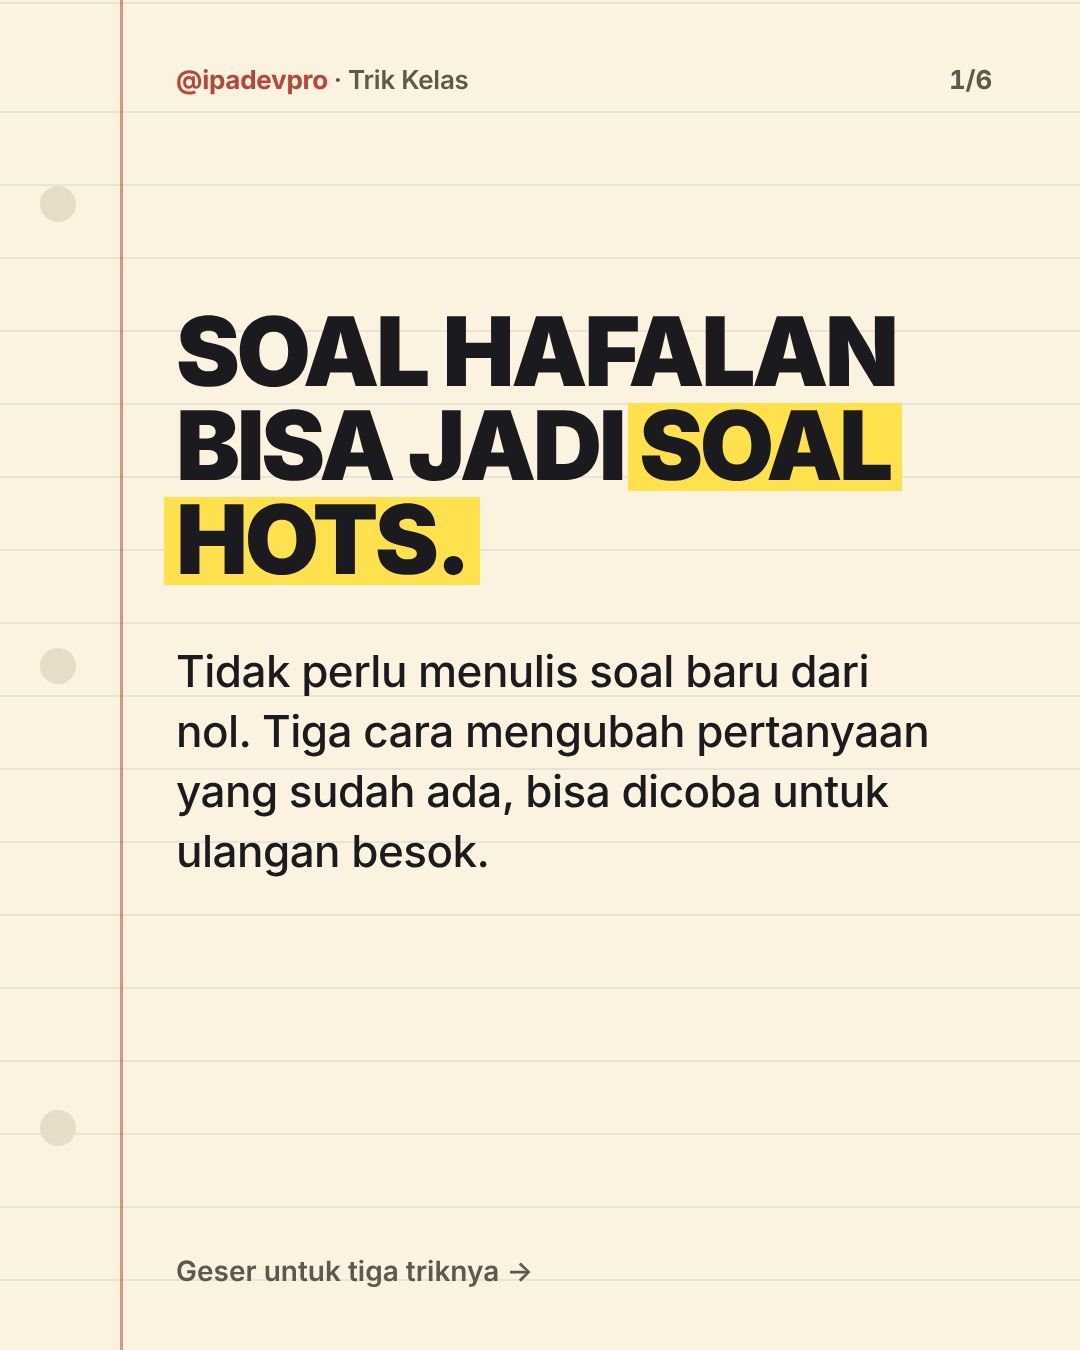 @ipadevpro · Trik Kelas
1/6
SOAL HAFALAN
BISA JADI SOAL
HOTS.
Tidak perlu menulis soal baru dari
nol. Tiga cara mengubah pertanyaan
yang sudah ada, bisa dicoba untuk
ulangan besok.
Geser untuk tiga triknya →